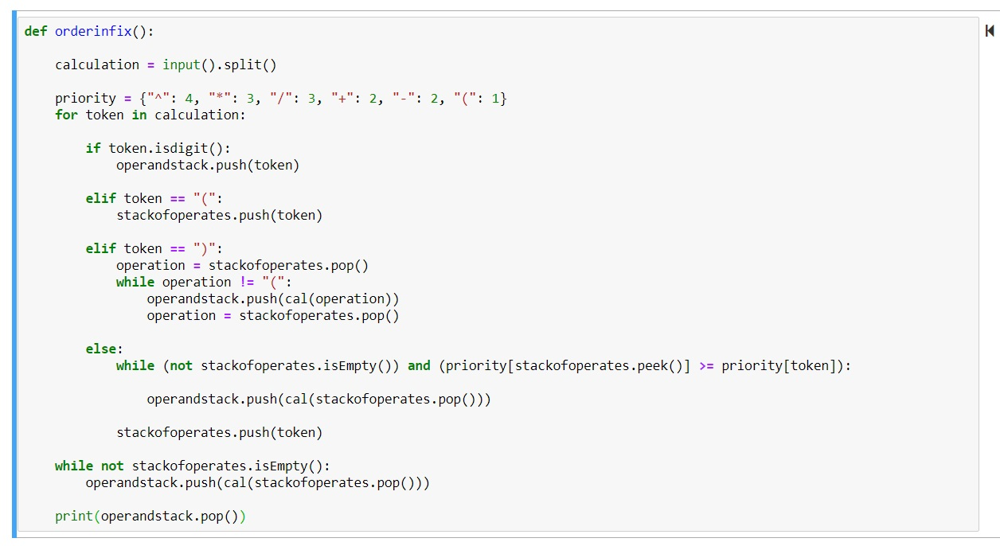 def orderinfix():
    calculation = input().split()
    priority = {"^": 4, "*": 3, "/": 3, "+": 2, "-": 2, "(": 1}
    for token in calculation:
        if token.isdigit():
            operandstack.push(token)
        elif token == "(":
            stackofoperates.push(token)
        elif token == ")":
            operation = stackofoperates.pop()
            while operation != "(":
                operandstack.push(cal(operation))
                operation = stackofoperates.pop()
        else:
            while (not stackofoperates.isEmpty()) and (priority[stackofoperates.peek()] >= priority[token]):
                operandstack.push(cal(stackofoperates.pop()))
            stackofoperates.push(token)
    while not stackofoperates.isEmpty():
        operandstack.push(cal(stackofoperates.pop()))
    print(operandstack.pop())